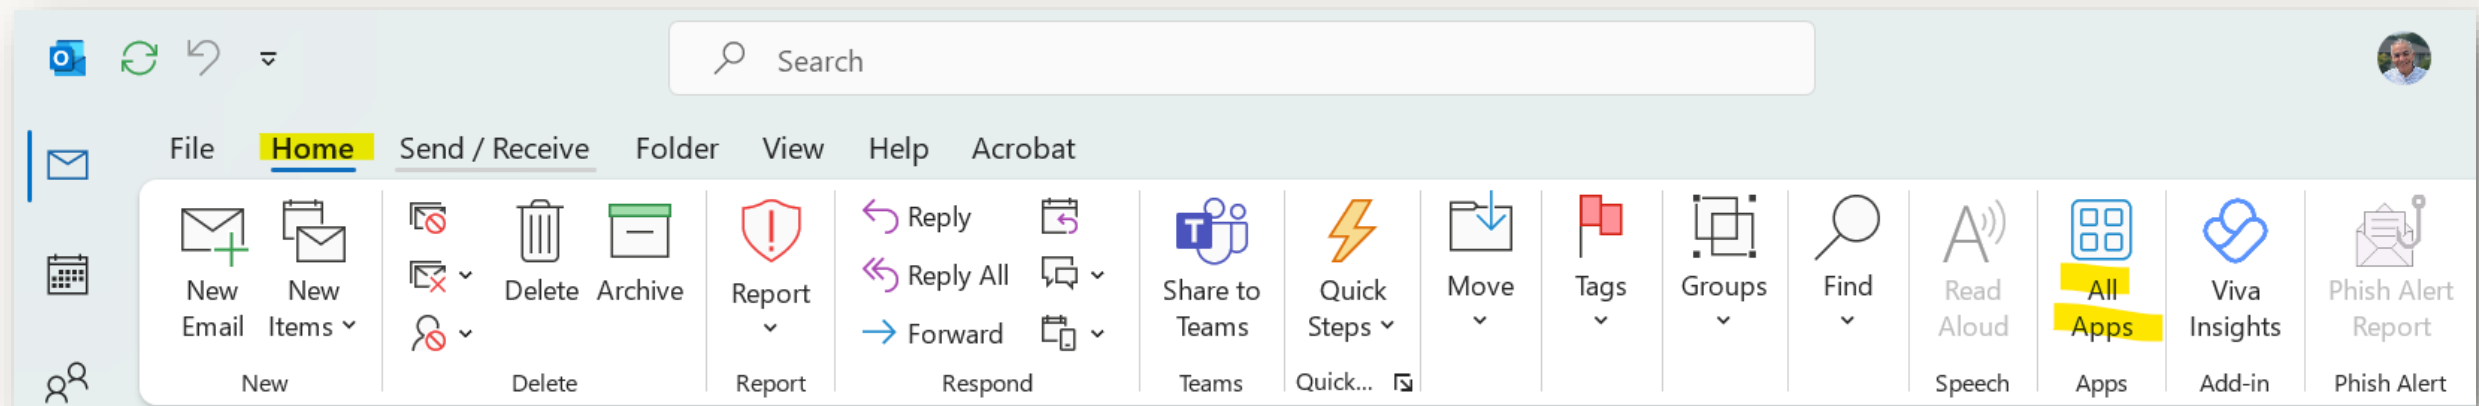 Search
File Home Send / Receive Folder View Help Acrobat
New Email
New Items
Delete
Archive
Report
Reply
Reply All
Forward
Share to Teams
Quick Steps
Move
Tags
Groups
Find
Read Aloud
All Apps
Viva Insights
Phish Alert Report
New Delete Report Respond Teams Quick... Speech Apps Add-in Phish Alert